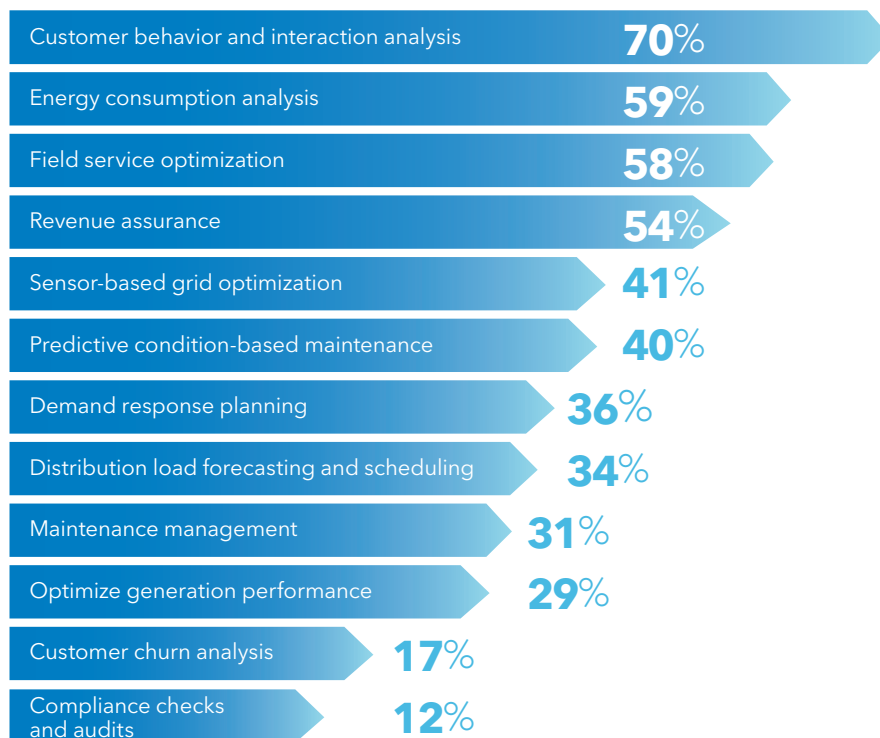 Customer behavior and interaction analysis 70%
Energy consumption analysis 59%
Field service optimization 58%
Revenue assurance 54%
Sensor-based grid optimization 41%
Predictive condition-based maintenance 40%
Demand response planning 36%
Distribution load forecasting and scheduling 34%
Maintenance management 31%
Optimize generation performance 29%
Customer churn analysis 17%
Compliance checks
and audits 12%